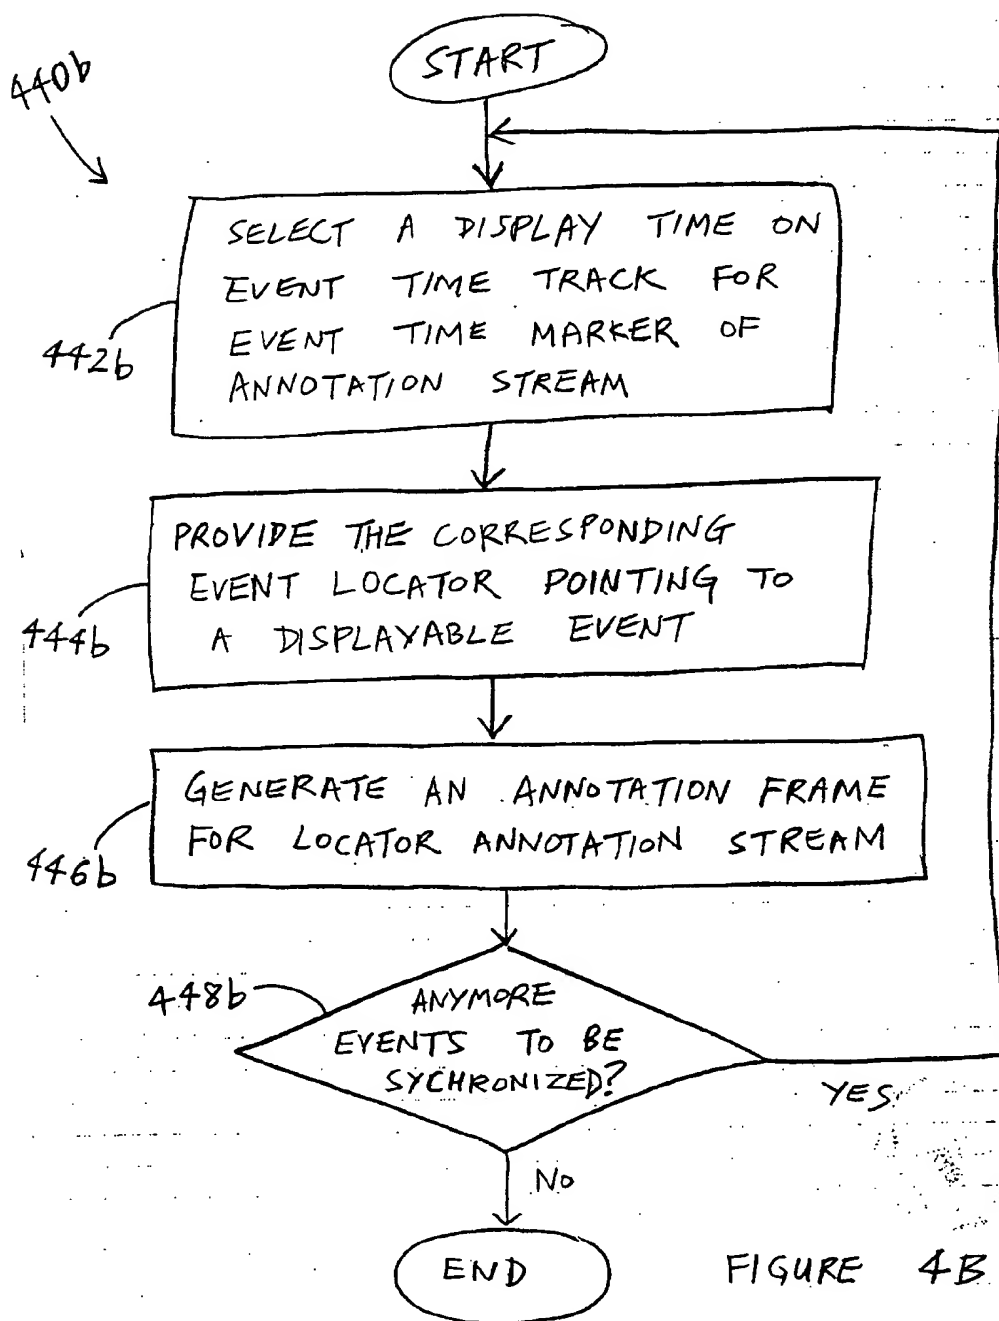 START
440b
SELECT A DISPLAY TIME ON
EVENT TIME TRACK FOR
EVENT TIME MARKER OF
ANNOTATION STREAM
442b
PROVIDE THE CORRESPONDING
EVENT LOCATOR POINTING TO
A DISPLAYABLE EVENT
444b
GENERATE AN ANNOTATION FRAME
FOR LOCATOR ANNOTATION STREAM
446b
448b
ANYMORE
EVENTS TO BE
SYCHRONIZED?
YES
No
END
FIGURE 4B